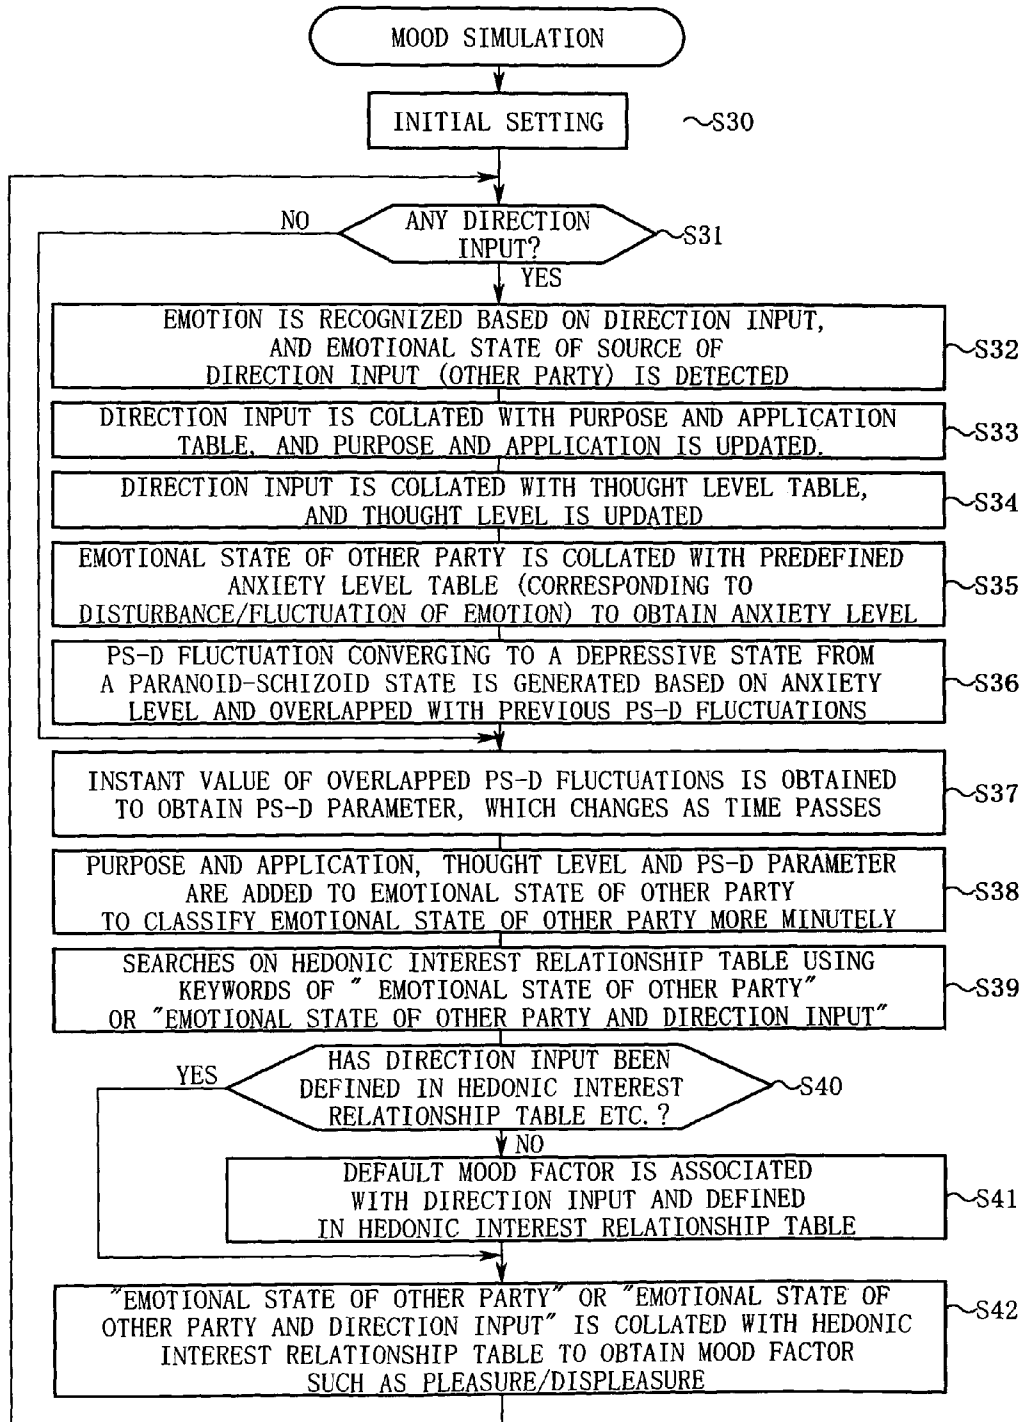 MOOD SIMULATION
INITIAL SETTING
S30
NO
ANY DIRECTION
INPUT?
S31
YES
EMOTION IS RECOGNIZED BASED ON DIRECTION INPUT,
AND EMOTIONAL STATE OF SOURCE OF
DIRECTION INPUT (OTHER PARTY) IS DETECTED
S32
DIRECTION INPUT IS COLLATED WITH PURPOSE AND APPLICATION
TABLE, AND PURPOSE AND APPLICATION IS UPDATED.
S33
DIRECTION INPUT IS COLLATED WITH THOUGHT LEVEL TABLE,
AND THOUGHT LEVEL IS UPDATED
S34
EMOTIONAL STATE OF OTHER PARTY IS COLLATED WITH PREDEFINED
ANXIETY LEVEL TABLE (CORRESPONDING TO
DISTURBANCE/FLUCTUATION OF EMOTION) TO OBTAIN ANXIETY LEVEL
S35
PS-D FLUCTUATION CONVERGING TO A DEPRESSIVE STATE FROM
A PARANOID-SCHIZOID STATE IS GENERATED BASED ON ANXIETY
LEVEL AND OVERLAPPED WITH PREVIOUS PS-D FLUCTUATIONS
S36
INSTANT VALUE OF OVERLAPPED PS-D FLUCTUATIONS IS OBTAINED
TO OBTAIN PS-D PARAMETER, WHICH CHANGES AS TIME PASSES
S37
PURPOSE AND APPLICATION, THOUGHT LEVEL AND PS-D PARAMETER
ARE ADDED TO EMOTIONAL STATE OF OTHER PARTY
TO CLASSIFY EMOTIONAL STATE OF OTHER PARTY MORE MINUTELY
S38
SEARCHES ON HEDONIC INTEREST RELATIONSHIP TABLE USING
KEYWORDS OF " EMOTIONAL STATE OF OTHER PARTY"
OR "EMOTIONAL STATE OF OTHER PARTY AND DIRECTION INPUT"
S39
YES
HAS DIRECTION INPUT BEEN
DEFINED IN HEDONIC INTEREST
RELATIONSHIP TABLE ETC.?
S40
NO
DEFAULT MOOD FACTOR IS ASSOCIATED
WITH DIRECTION INPUT AND DEFINED
IN HEDONIC INTEREST RELATIONSHIP TABLE
S41
"EMOTIONAL STATE OF OTHER PARTY" OR "EMOTIONAL STATE OF
OTHER PARTY AND DIRECTION INPUT" IS COLLATED WITH HEDONIC
INTEREST RELATIONSHIP TABLE TO OBTAIN MOOD FACTOR
SUCH AS PLEASURE/DISPLEASURE
S42